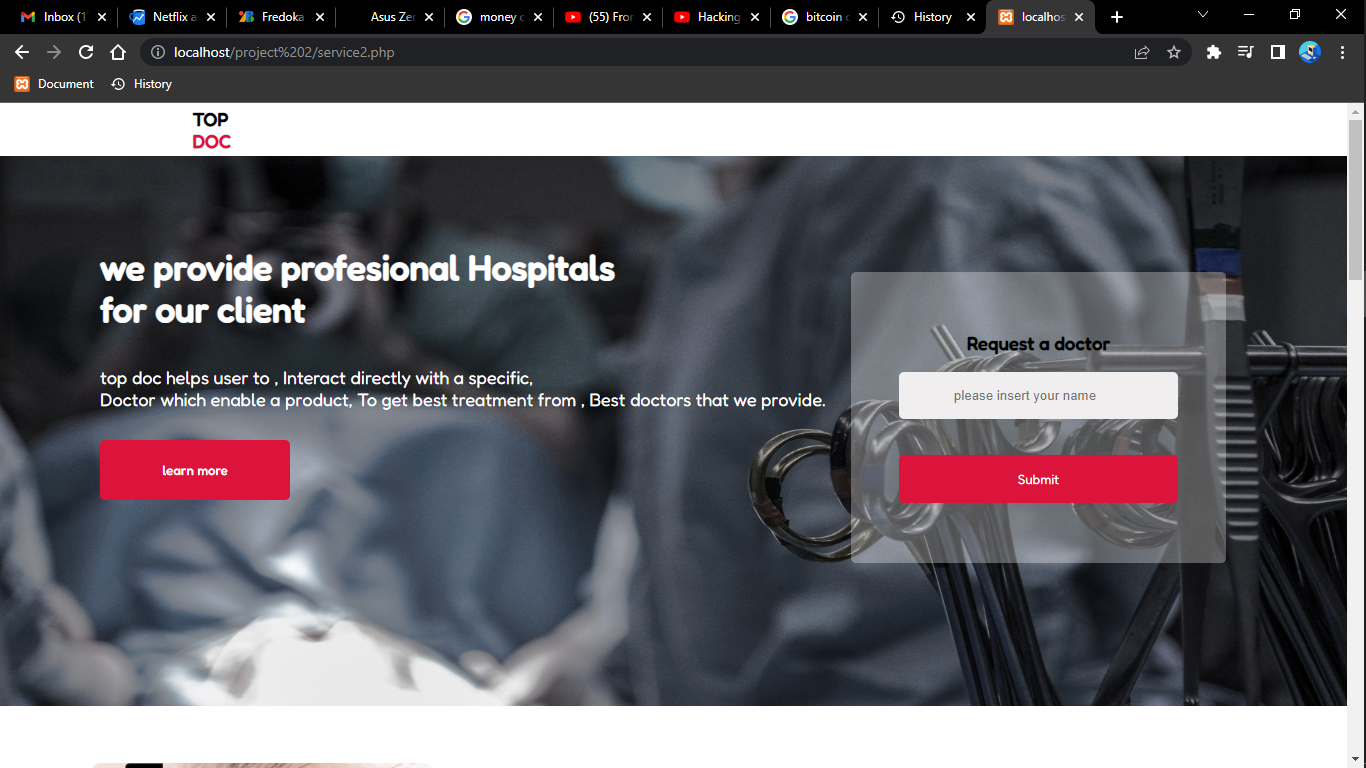 Inbox (1
Netflix a
Fredoka
Asus Zen
money c
(55) Fror
Hacking
bitcoin c
History
localhos
localhost/project%202/service2.php
Document
History
TOP
DOC
we provide profesional Hospitals
for our client
top doc helps user to , Interact directly with a specific,
Doctor which enable a product, To get best treatment from , Best doctors that we provide.
learn more
Request a doctor
please insert your name
Submit